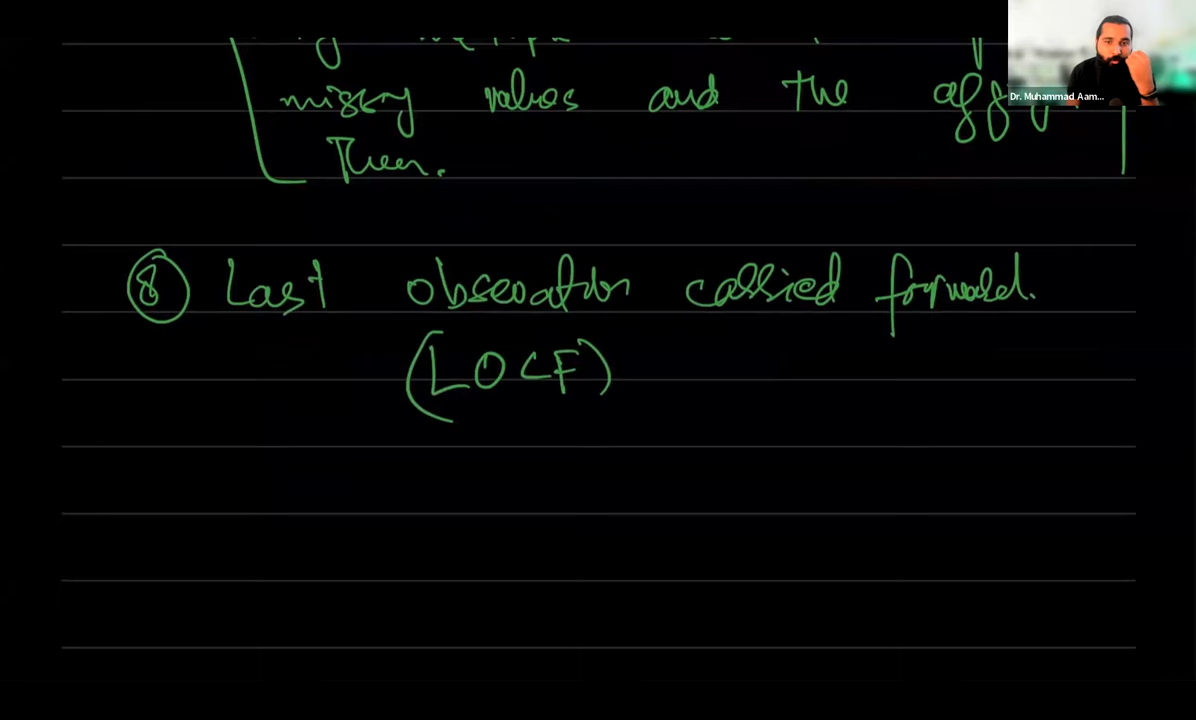 missing values and the
Dr. Muhammad Aam...
Then.
⑧ Last observation carried forward.
(LOCF)